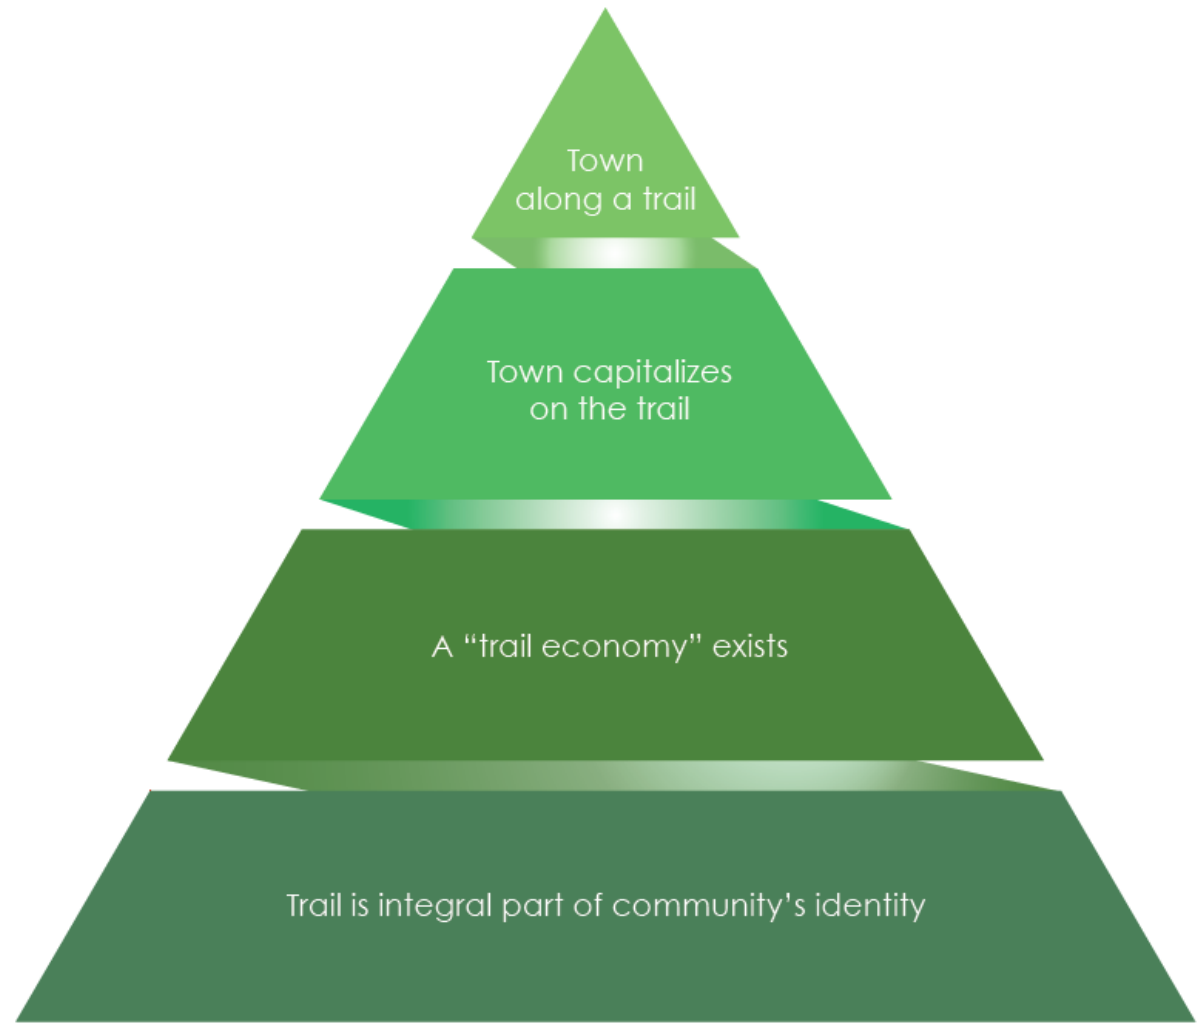 Town
along a trail
Town capitalizes
on the trail
A “trail economy” exists
Trail is integral part of community’s identity